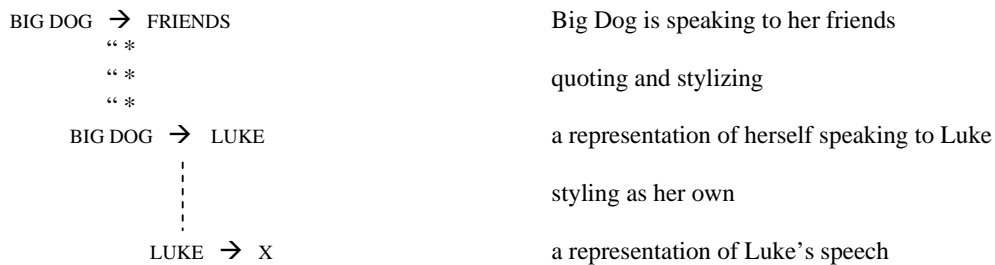 BIG DOG → FRIENDS Big Dog is speaking to her friends
“ *
“ * quoting and stylizing
“ *
BIG DOG → LUKE a representation of herself speaking to Luke
styling as her own
LUKE → X a representation of Luke’s speech